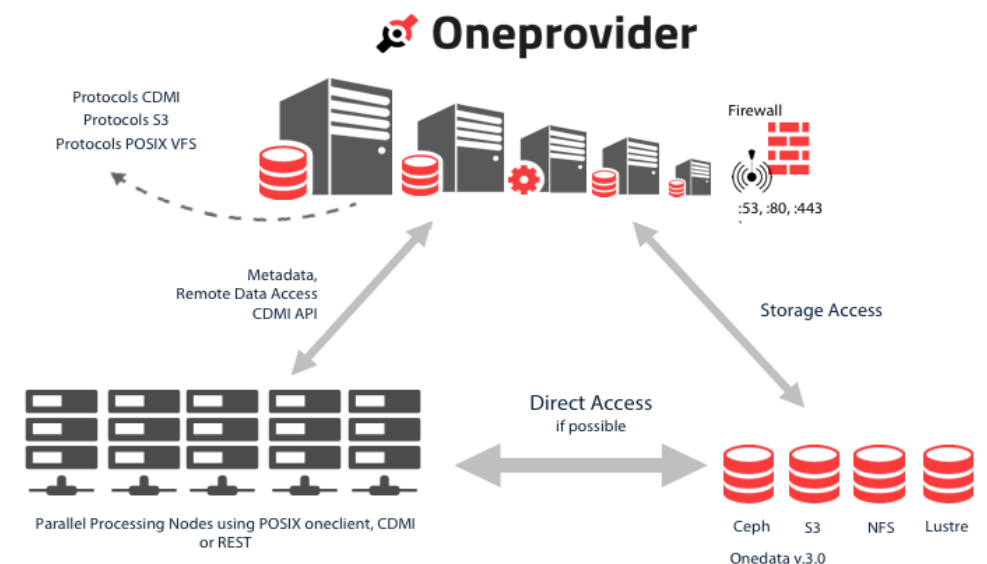 Oneprovider
Protocols CDMI
Protocols S3
Protocols POSIX VFS
Firewall
:53, :80, :443
Metadata,
Remote Data Access
CDMI API
Storage Access
Direct Access
if possible
Parallel Processing Nodes using POSIX oneclient, CDMI
or REST
Ceph S3 NFS Lustre
Onedata v.3.0